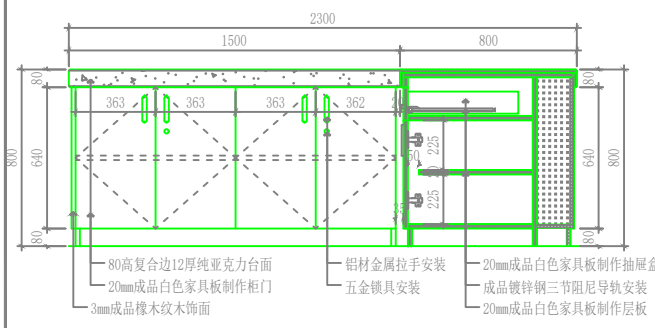 2300
1500 800
80 80
363 363 363 362
800 640 225 640 800
50
225
80 80
80高复合边12厚纯亚克力台面 铝材金属拉手安装 20mm成品白色家具板制作抽屉盒
20mm成品白色家具板制作柜门 五金锁具安装 成品镀锌钢三节阻尼导轨安装
3mm成品橡木纹木饰面 20mm成品白色家具板制作层板